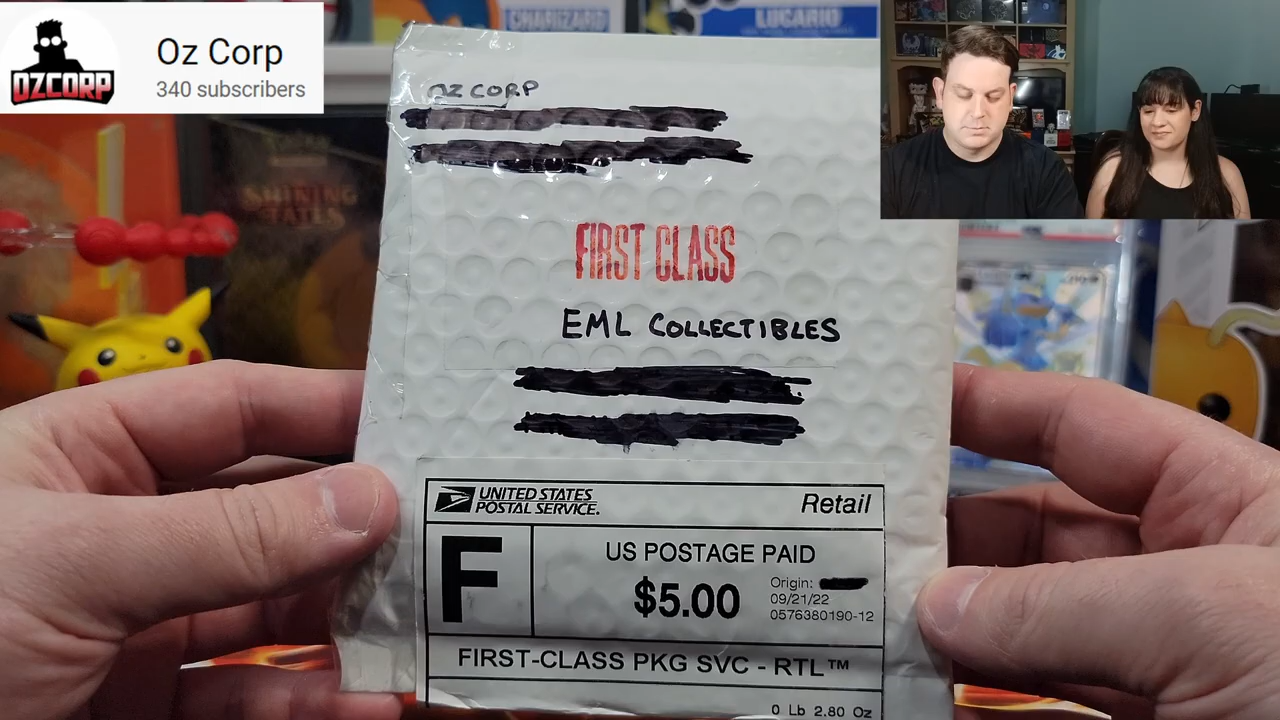 Oz Corp
340 subscribers
OZCORP
CHARIZARD
LUCARIO
OZ CORP
SHINING
FATES
FIRST CLASS
EML COLLECTIBLES
UNITED STATES
POSTAL SERVICE.
Retail
F
US POSTAGE PAID
$5.00
Origin:
09/21/22
0576380190-12
FIRST-CLASS PKG SVC - RTL™
0 Lb 2.80 Oz